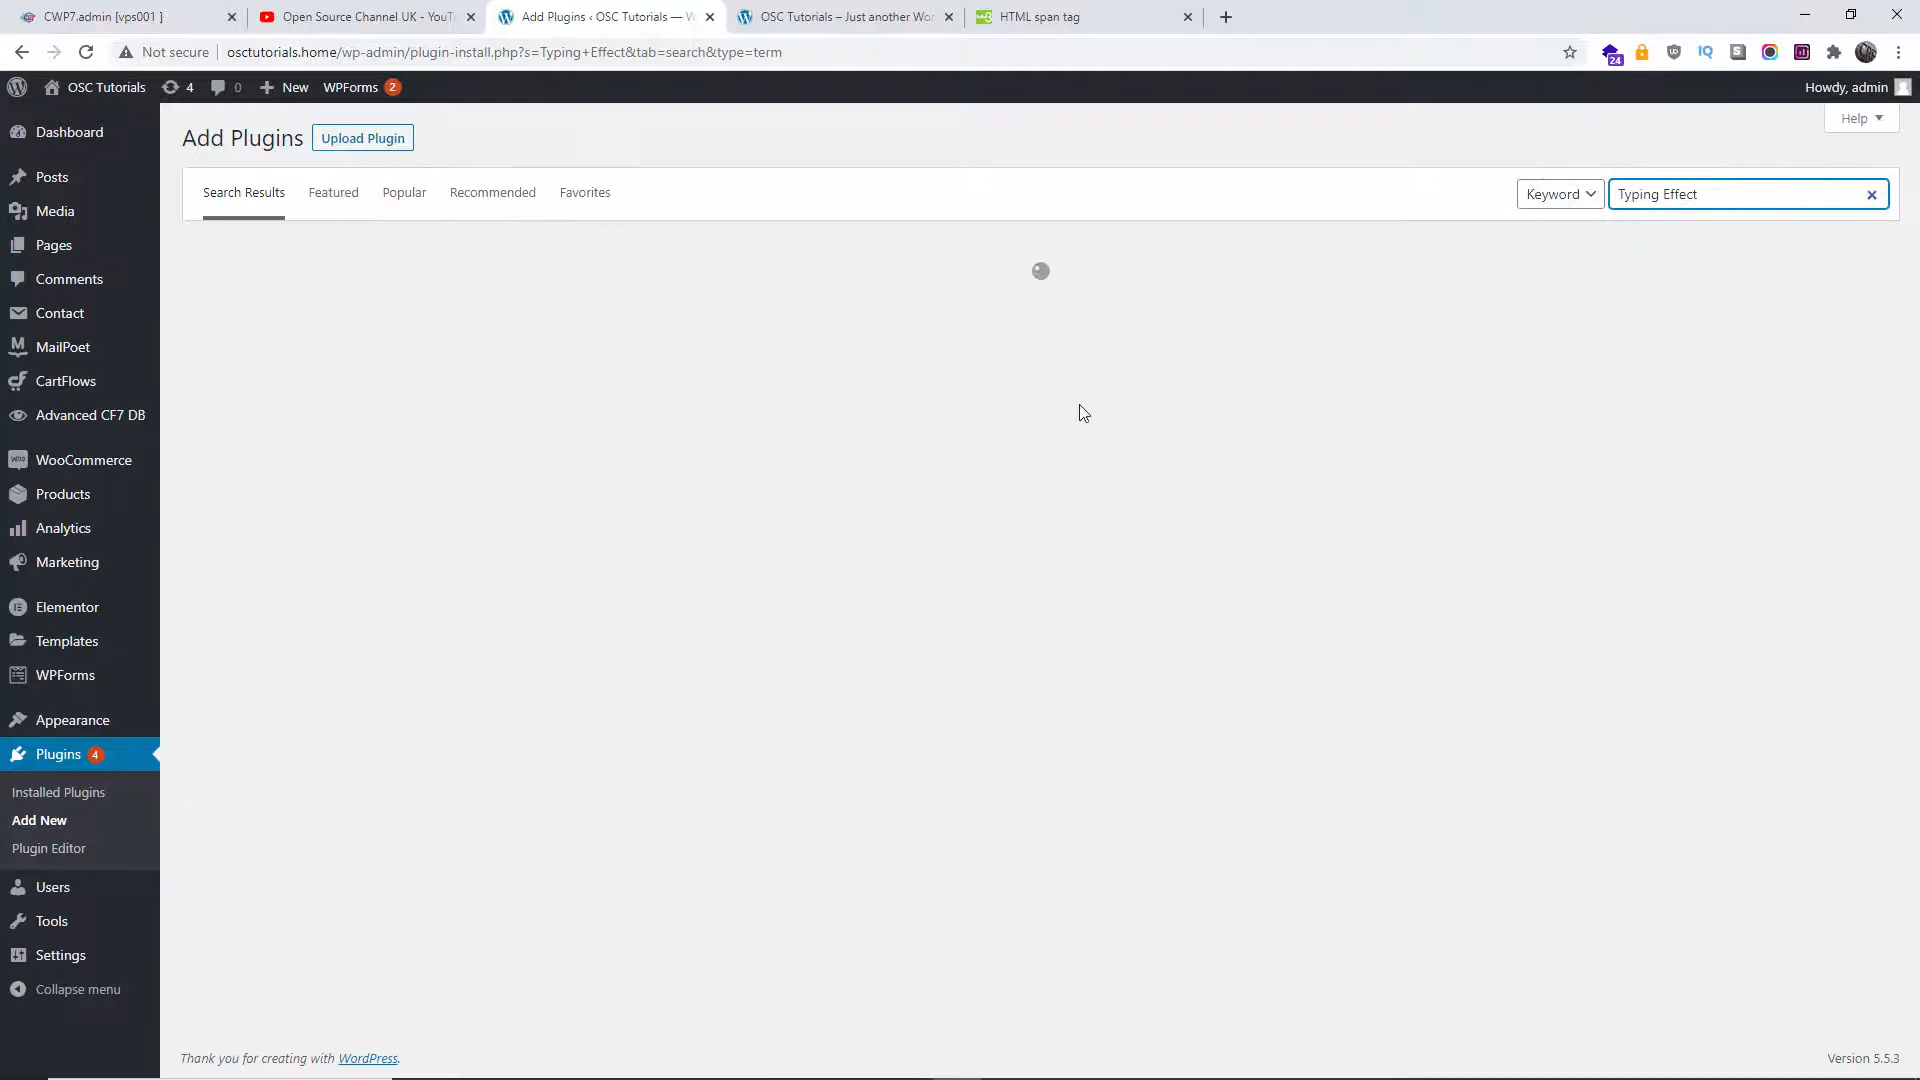 CWP7.admin [vps001 ]
Open Source Channel UK - YouT
Add Plugins ‹ OSC Tutorials — W
OSC Tutorials – Just another Wor
HTML span tag
Not secure
osctutorials.home/wp-admin/plugin-install.php?s=Typing+Effect&tab=search&type=term
24
IQ
OSC Tutorials
4
0
New
WPForms 2
Howdy, admin
Dashboard
Posts
Media
Pages
Comments
Contact
MailPoet
CartFlows
Advanced CF7 DB
WooCommerce
Products
Analytics
Marketing
Elementor
Templates
WPForms
Appearance
Plugins 4
Installed Plugins
Add New
Plugin Editor
Users
Tools
Settings
Collapse menu
Help
Add Plugins
Upload Plugin
Search Results
Featured
Popular
Recommended
Favorites
Keyword
Typing Effect
Thank you for creating with WordPress.
Version 5.5.3